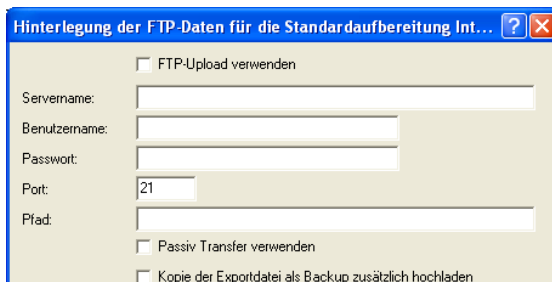 Hinterlegung der FTP-Daten für die Standardaufbereitung Int...
FTP-Upload verwenden
Servername:
Benutzername:
Passwort:
Port: 21
Pfad:
Passiv Transfer verwenden
Kopie der Exportdatei als Backup zusätzlich hochladen